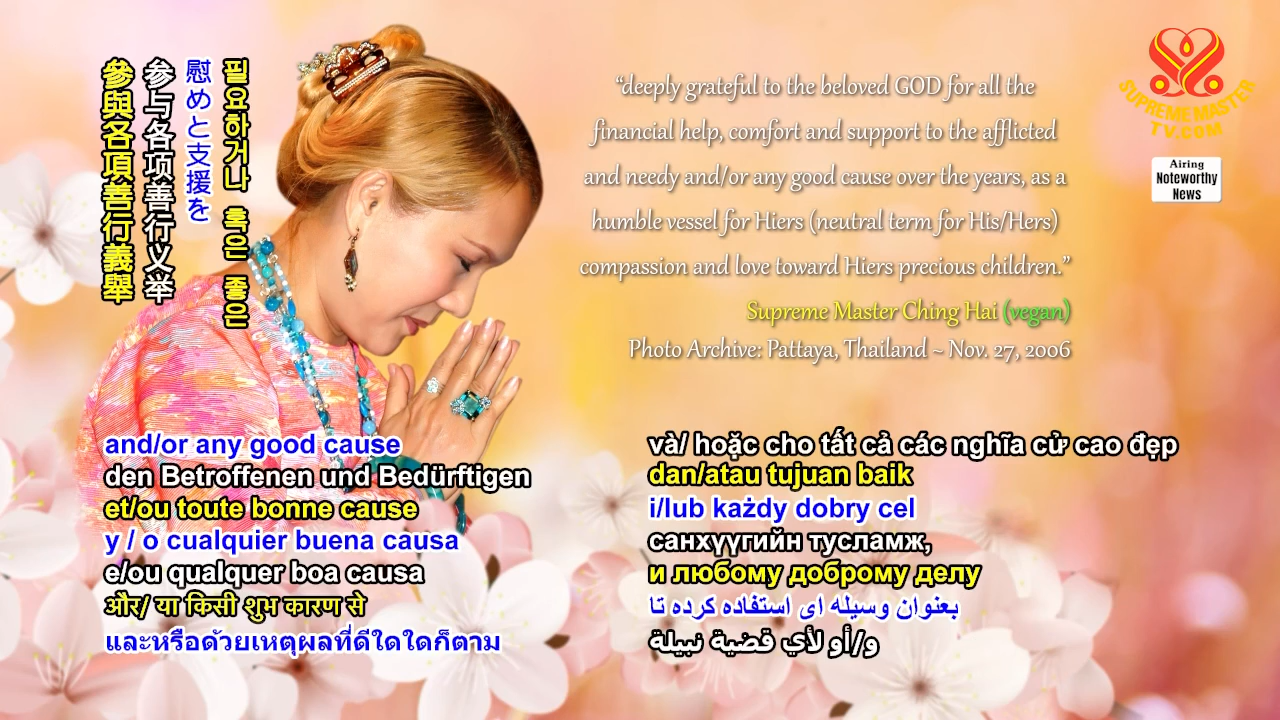 參與各項善行義舉
参与各项善行义举
慰めと支援を
필요하거나 혹은 좋은
“deeply grateful to the beloved GOD for all the
financial help, comfort and support to the afflicted
and needy and/or any good cause over the years, as a
humble vessel for Hiers (neutral term for His/Hers)
compassion and love toward Hiers precious children.”
Supreme Master Ching Hai (vegan)
Photo Archive: Pattaya, Thailand ~ Nov. 27, 2006
SUPREME MASTER
TV.COM
Airing
Noteworthy
News
and/or any good cause
den Betroffenen und Bedürftigen
et/ou toute bonne cause
y / o cualquier buena causa
e/ou qualquer boa causa
और/ या किसी शुभ कारण से
และหรือด้วยเหตุผลที่ดีใดใดก็ตาม
và/ hoặc cho tất cả các nghĩa cử cao đẹp
dan/atau tujuan baik
i/lub każdy dobry cel
санхүүгийн тусламж,
и любому доброму делу
بعنوان وسیله ای استفاده کرده تا
و/أو لأي قضية نبيلة